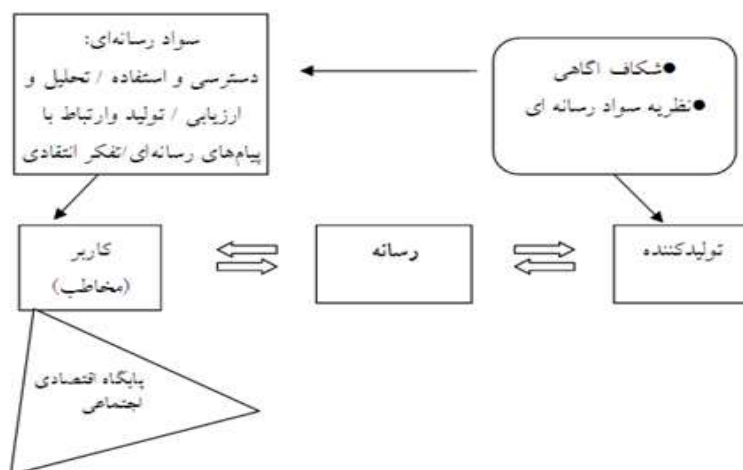 ●شکاف اگاهی
●نظریه سواد رسانه ای
سواد رسانه‌ای:
دسترسی و استفاده / تحلیل و
ارزیابی / تولید وارتباط با
پیام‌های رسانه‌ای/تفکر انتقادی
تولیدکننده
رسانه
کاربر
(مخاطب)
پایگاه اقتصادی
اجتماعی